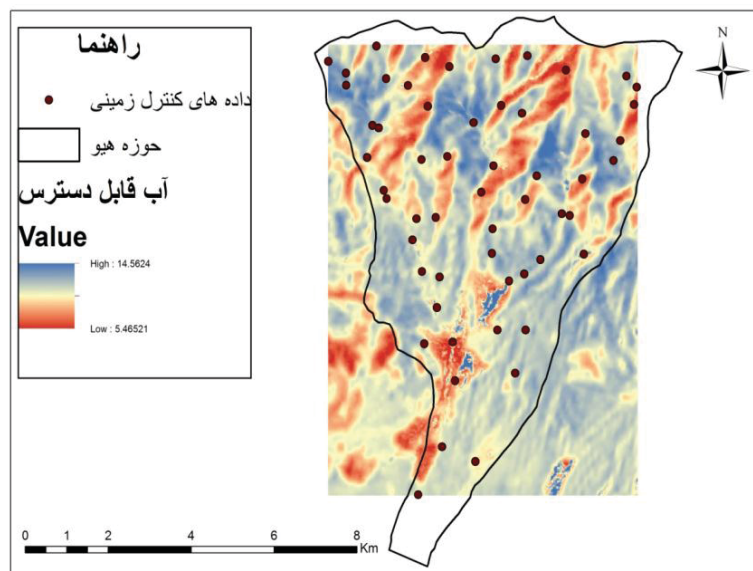 راهنما
داده های کنترل زمینی
حوزه هیو
آب قابل دسترس
Value
High : 14.5624
Low : 5.46521
N
0 1 2 4 6 8
Km